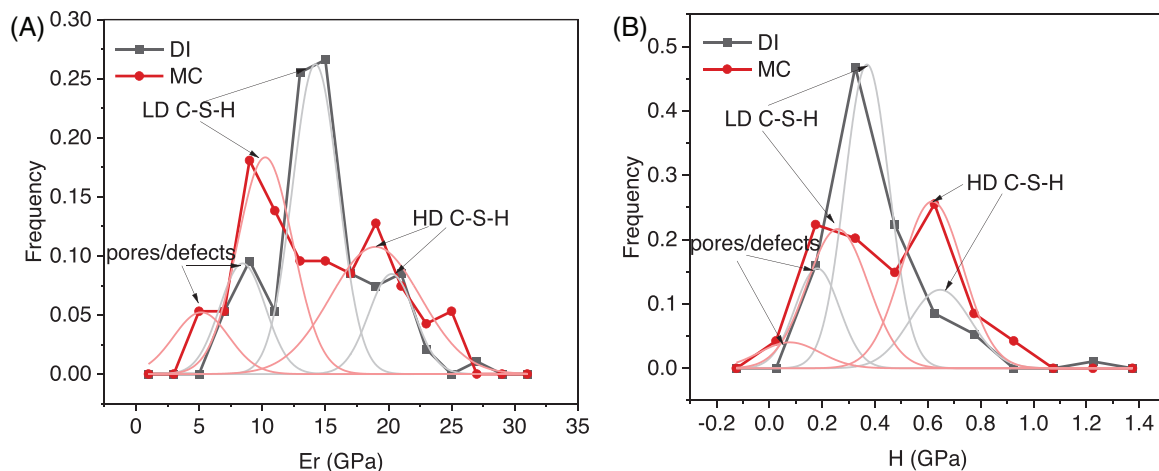 (A)
0.30
0.25
0.20
0.15
0.10
0.05
0.00
Frequency
DI
MC
LD C-S-H
pores/defects
HD C-S-H
0
5
10
15
20
25
30
35
Er (GPa)
(B)
0.5
0.4
0.3
0.2
0.1
0.0
Frequency
DI
MC
LD C-S-H
HD C-S-H
pores/defects
-0.2
0.0
0.2
0.4
0.6
0.8
1.0
1.2
1.4
H (GPa)